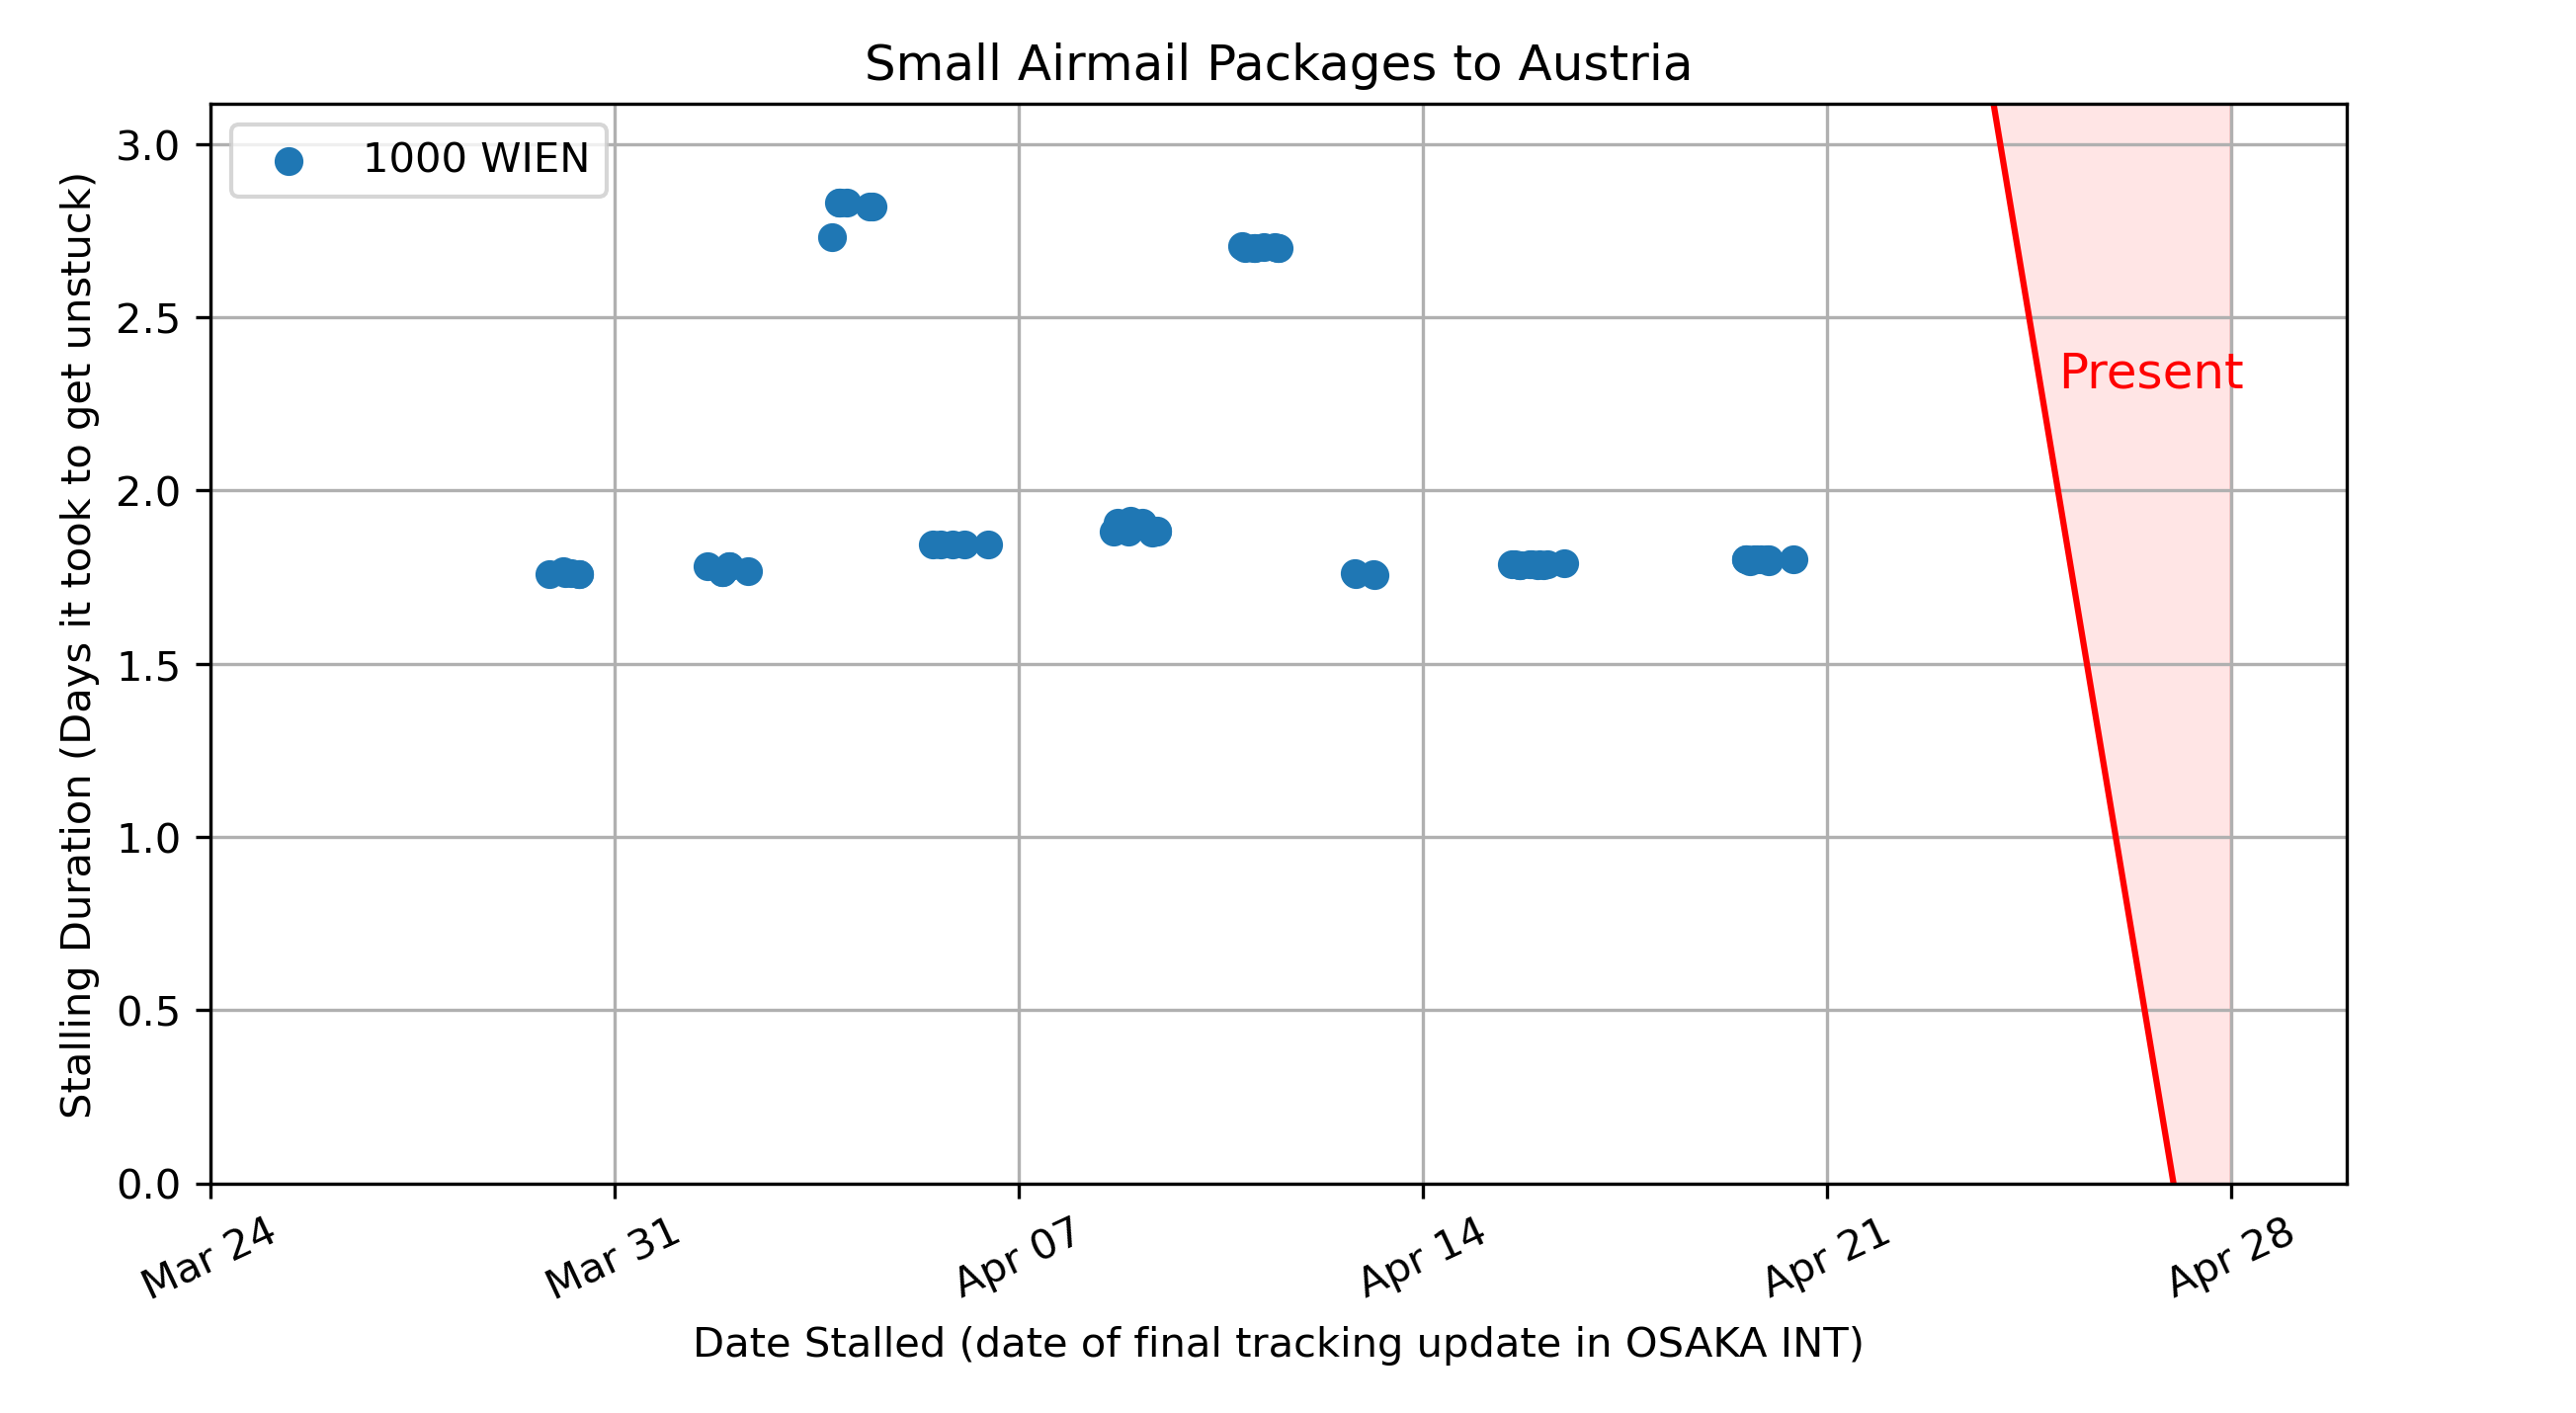 Small Airmail Packages to Austria
1000 WIEN
Present
Stalling Duration (Days it took to get unstuck)
3.0
2.5
2.0
1.5
1.0
0.5
0.0
Mar 24
Mar 31
Apr 07
Apr 14
Apr 21
Apr 28
Date Stalled (date of final tracking update in OSAKA INT)